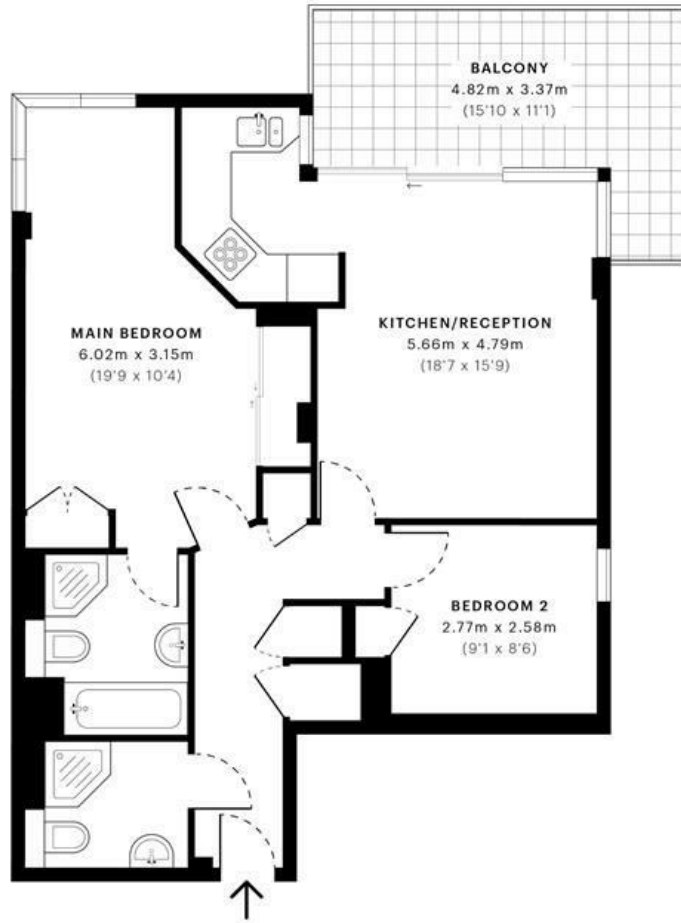 BALCONY
4.82m x 3.37m
(15'10 x 11'1)
MAIN BEDROOM
6.02m x 3.15m
(19'9 x 10'4)
KITCHEN/RECEPTION
5.66m x 4.79m
(18'7 x 15'9)
BEDROOM 2
2.77m x 2.58m
(9'1 x 8'6)